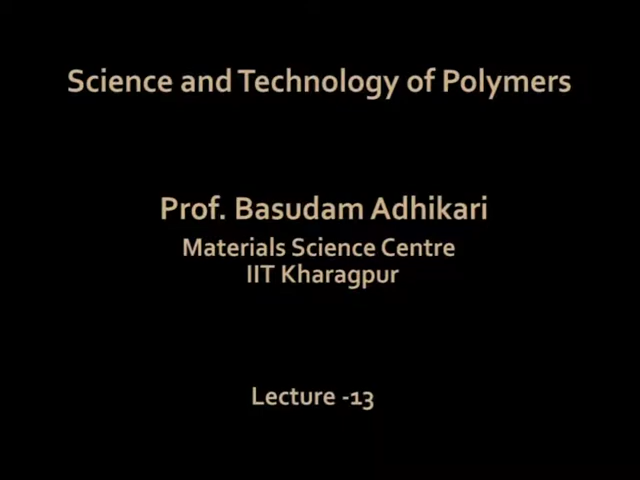 Science and Technology of Polymers
Prof. Basudam Adhikari
Materials Science Centre
IIT Kharagpur
Lecture -13